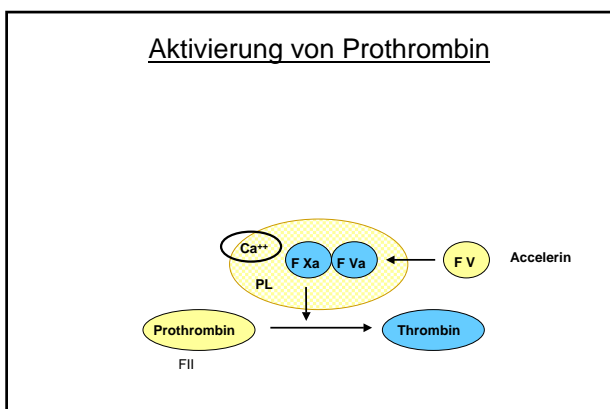 Aktivierung von Prothrombin
Ca++
F Xa
F Va
F V
Accelerin
PL
Prothrombin
Thrombin
FII